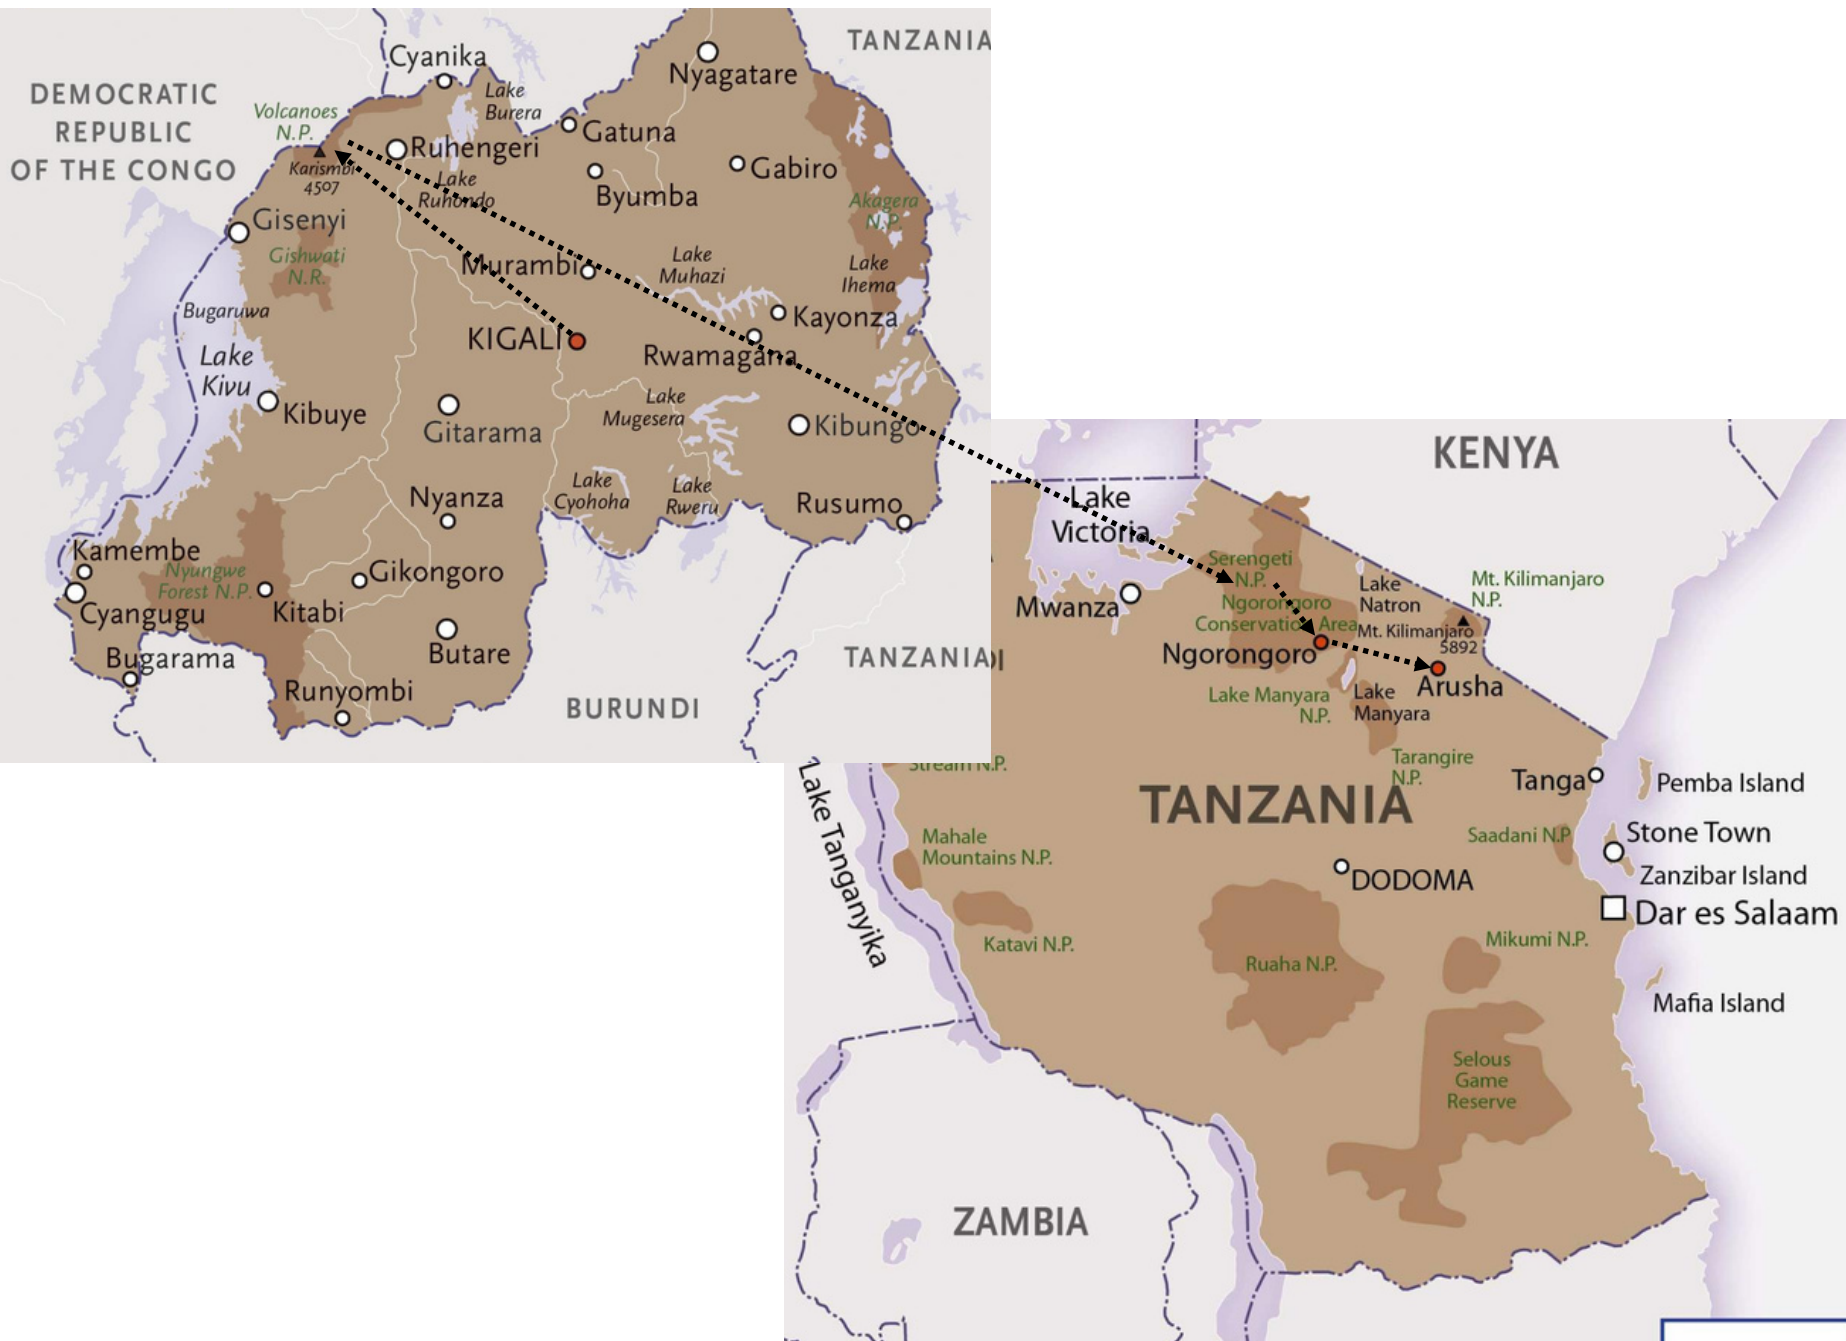 TANZANIA
Cyanika
Nyagatare
DEMOCRATIC
REPUBLIC
OF THE CONGO
Lake
Burera
Volcanoes
N.P.
Gatuna
Ruhengeri
Gabiro
Karismbi
4507
Lake
Ruhondo
Byumba
Akagera
N.P.
Gisenyi
Gishwati
N.R.
Murambi
Lake
Muhazi
Lake
Ihema
Bugaruwa
Kayonza
KIGALI
Rwamagana
Lake
Kivu
Kibuye
Lake
Mugesera
Gitarama
Kibungo
Nyanza
Lake
Cyohoha
Lake
Rweru
Rusumo
Kamembe
Nyungwe
Forest N.P.
Gikongoro
Cyangugu
Kitabi
Butare
Bugarama
Runyombi
BURUNDI
TANZANIA
KENYA
Lake
Victoria
Serengeti
N.P.
Lake
Natron
Mt. Kilimanjaro
N.P.
Mwanza
Ngorongoro
Conservatio Area
Mt. Kilimanjaro
5892
Ngorongoro
Arusha
Lake Manyara
N.P.
Lake
Manyara
Tarangire
N.P.
Stream N.P.
Lake Tanganyika
TANZANIA
Tanga
Pemba Island
Mahale
Mountains N.P.
Saadani N.P
Stone Town
DODOMA
Zanzibar Island
Dar es Salaam
Katavi N.P.
Ruaha N.P.
Mikumi N.P.
Mafia Island
Selous
Game
Reserve
ZAMBIA